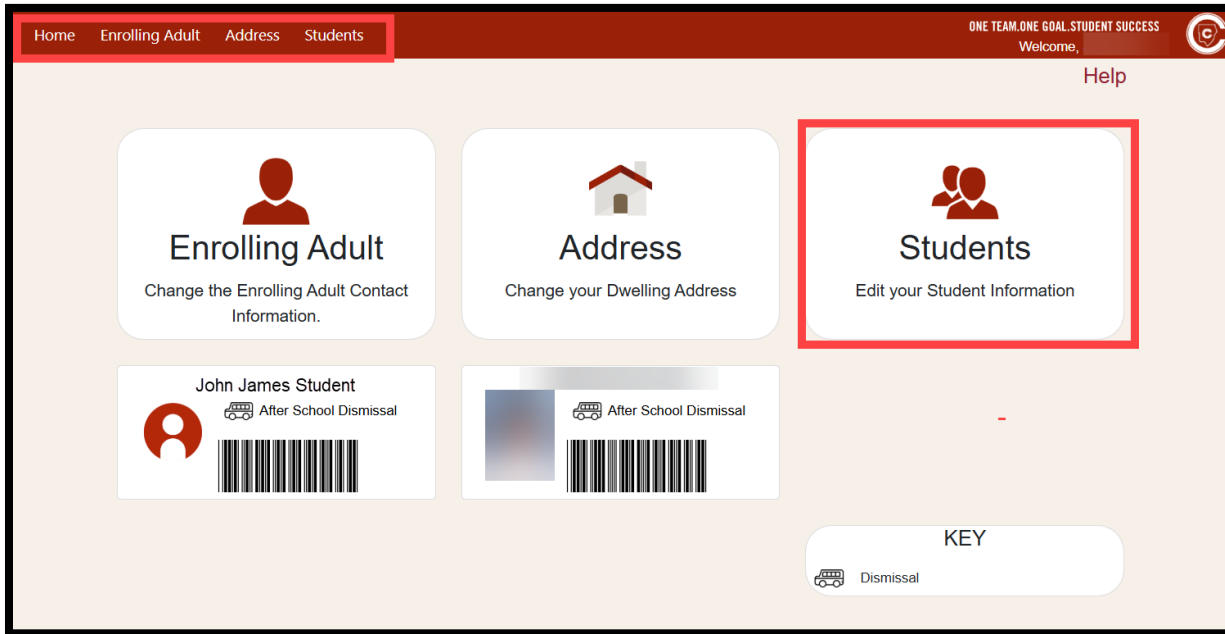 Home Enrolling Adult Address Students
ONE TEAM.ONE GOAL.STUDENT SUCCESS
Welcome,
C
Help
Enrolling Adult
Change the Enrolling Adult Contact
Information.
Address
Change your Dwelling Address
Students
Edit your Student Information
John James Student
After School Dismissal
After School Dismissal
KEY
Dismissal